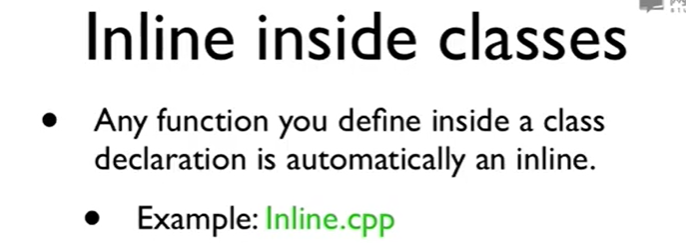 Inline inside classes
• Any function you define inside a class
declaration is automatically an inline.
• Example: Inline.cpp